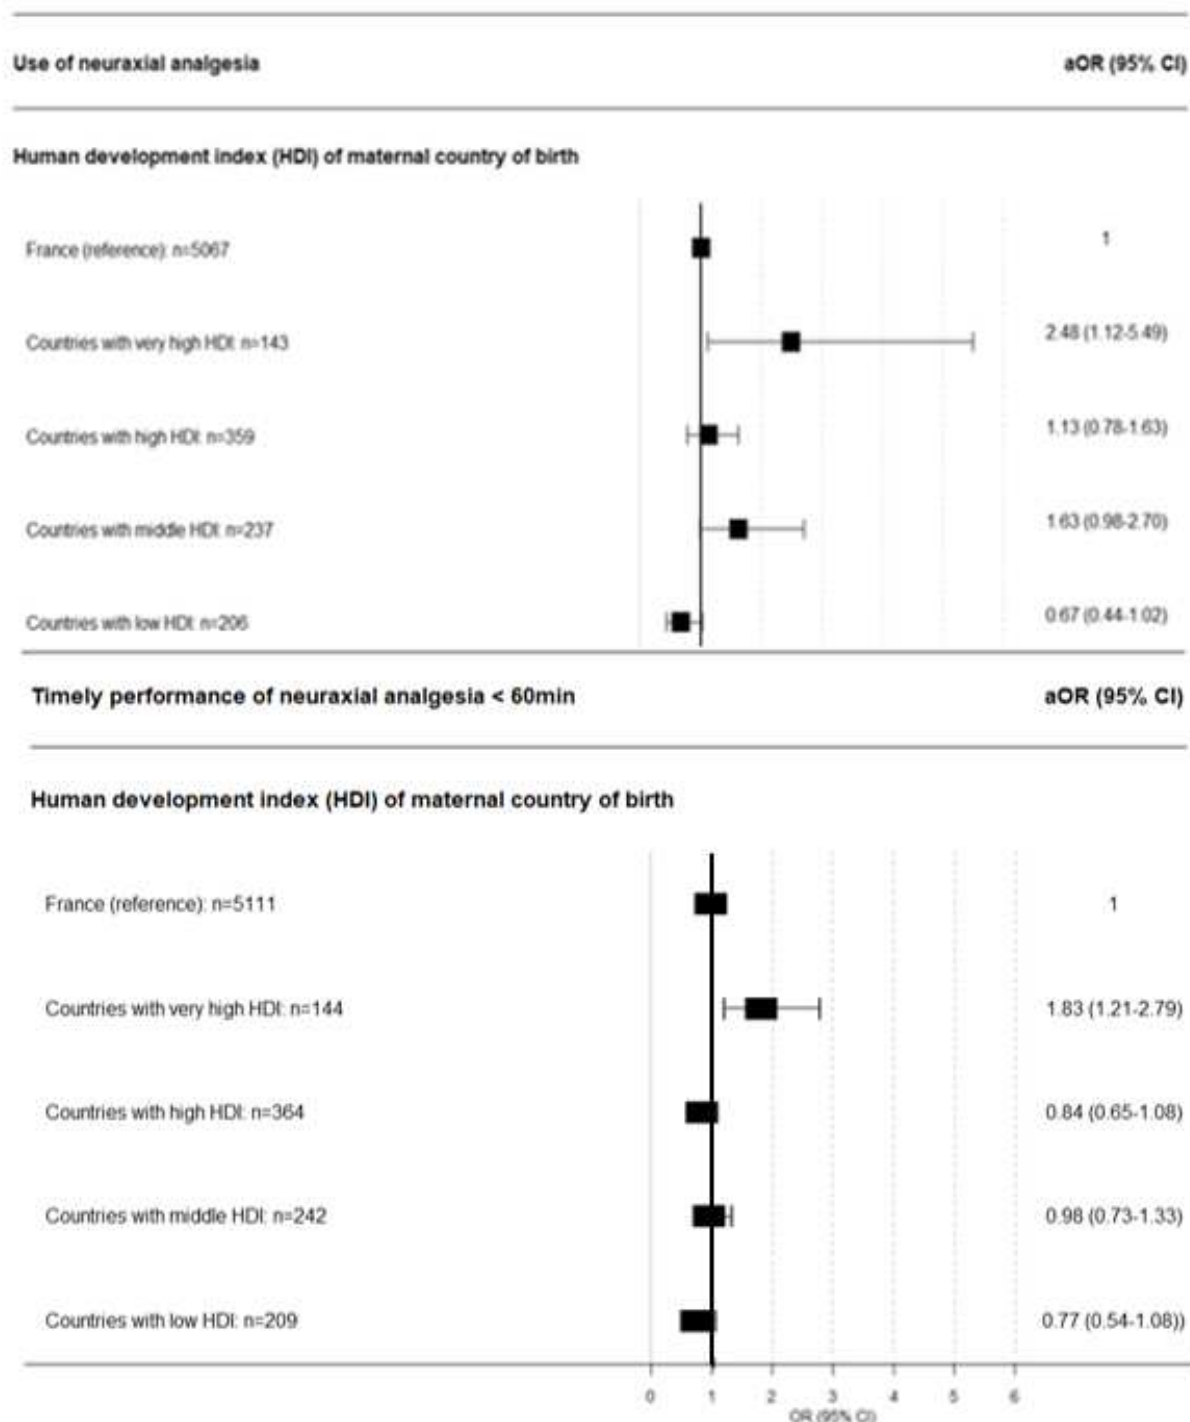 Use of neuraxial analgesia aOR (95% CI)
Human development index (HDI) of maternal country of birth
France (reference): n=5067 1
Countries with very high HDI: n=143 2.48 (1.12-5.49)
Countries with high HDI: n=359 1.13 (0.78-1.63)
Countries with middle HDI: n=237 1.63 (0.98-2.70)
Countries with low HDI: n=206 0.67 (0.44-1.02)
Timely performance of neuraxial analgesia < 60min aOR (95% CI)
Human development index (HDI) of maternal country of birth
France (reference): n=5111 1
Countries with very high HDI: n=144 1.83 (1.21-2.79)
Countries with high HDI: n=364 0.84 (0.65-1.08)
Countries with middle HDI: n=242 0.98 (0.73-1.33)
Countries with low HDI: n=209 0.77 (0.54-1.08))
0 1 2 3 4 5 6
OR (95% CI)